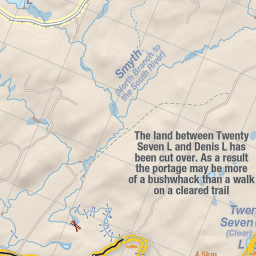 Smyth
(North Branch to
the South River)
The land between Twenty
Seven L and Denis L has
been cut over. As a result
the portage may be more
of a bushwhack than a walk
on a cleared trail
Twen
Seven
(Clear)
L
4.5km